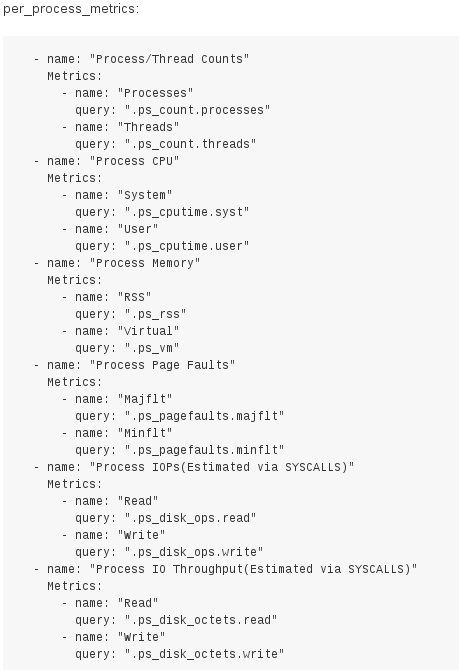 per_process_metrics:
- name: "Process/Thread Counts"
Metrics:
- name: "Processes"
query: ".ps_count.processes"
- name: "Threads"
query: ".ps_count.threads"
- name: "Process CPU"
Metrics:
- name: "System"
query: ".ps_cputime.syst"
- name: "User"
query: ".ps_cputime.user"
- name: "Process Memory"
Metrics:
- name: "RSS"
query: ".ps_rss"
- name: "Virtual"
query: ".ps_vm"
- name: "Process Page Faults"
Metrics:
- name: "Majflt"
query: ".ps_pagefaults.majflt"
- name: "Minflt"
query: ".ps_pagefaults.minflt"
- name: "Process IOPs(Estimated via SYSCALLS)"
Metrics:
- name: "Read"
query: ".ps_disk_ops.read"
- name: "Write"
query: ".ps_disk_ops.write"
- name: "Process IO Throughput(Estimated via SYSCALLS)"
Metrics:
- name: "Read"
query: ".ps_disk_octets.read"
- name: "Write"
query: ".ps_disk_octets.write"